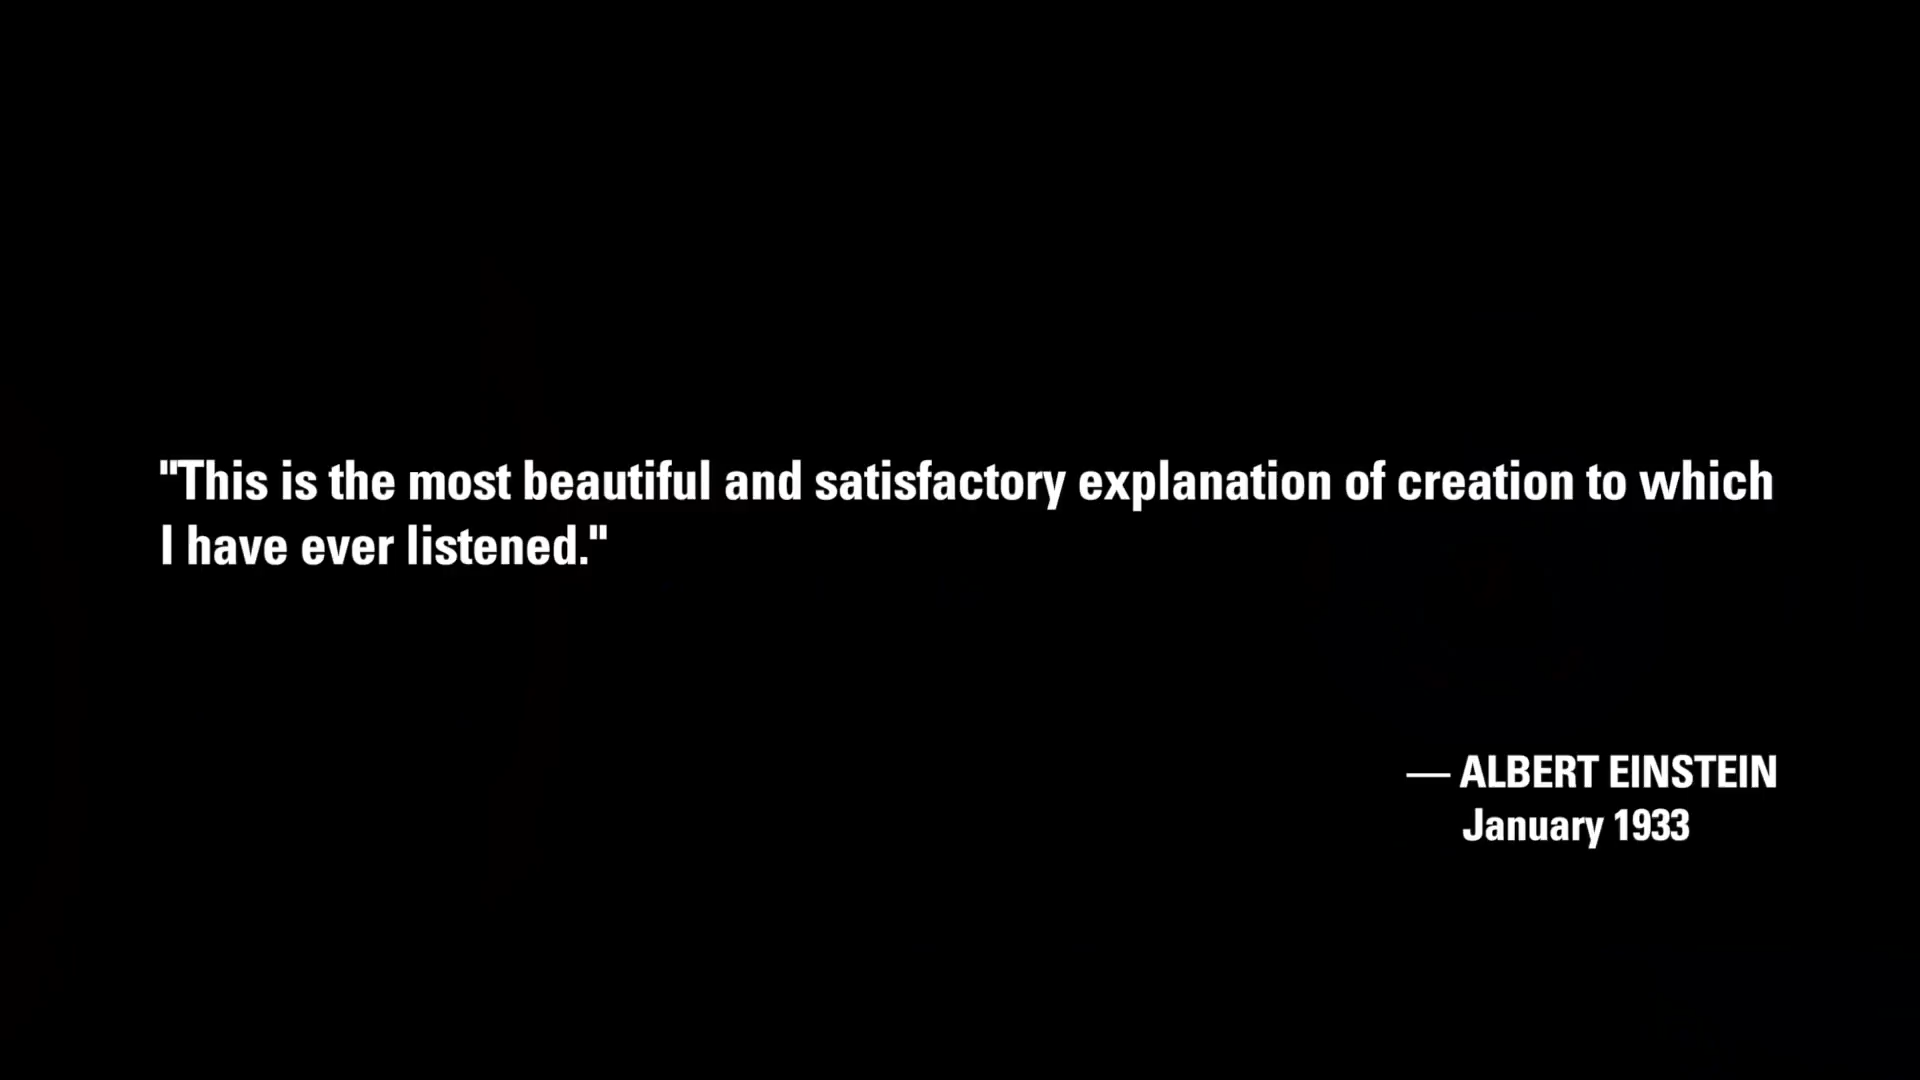 "This is the most beautiful and satisfactory explanation of creation to which
I have ever listened."
— ALBERT EINSTEIN
January 1933